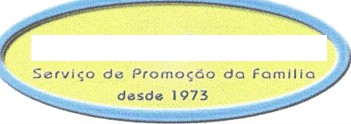 Serviço de Promoção da Familia
desde 1973